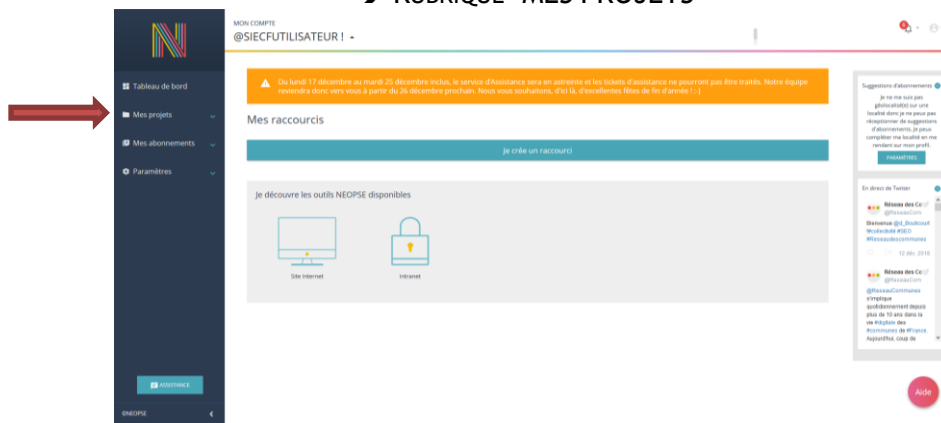 RUBRIQUE "MES PROJETS"
MON COMPTE
@SIECFUTILISATEUR !
Tableau de bord
Mes projets
Mes abonnements
Paramètres
ASSISTANCE
©NEOPSE
Du lundi 17 décembre au mardi 25 décembre inclus, le service d'Assistance sera en astreinte et les tickets d'assistance ne pourront pas être traités. Notre équipe
reviendra donc vers vous à partir du 26 décembre prochain. Nous vous souhaitons, d'ici là, d'excellentes fêtes de fin d'année ! :-)
Mes raccourcis
Je crée un raccourci
Je découvre les outils NEOPSE disponibles
Site Internet
Intranet
Suggestions d'abonnements
Je ne me suis pas
géolocalisé(e) sur une
localité donc je ne peux pas
réceptionner de suggestions
d'abonnements. Je peux
compléter ma localité en me
rendant sur mon profil.
PARAMÈTRES
En direct de Twitter
Réseau des Co
@ReseauCom
Bienvenue
#collectivité #SEO
#Reseaudescommunes
12 déc. 2018
Réseau des Co
@ReseauCom
@ReseauCommunes
s'implique
quotidiennement depuis
plus de 10 ans dans la
vie #digitale des
#communes de #France.
Aujourd'hui, coup de
Aide